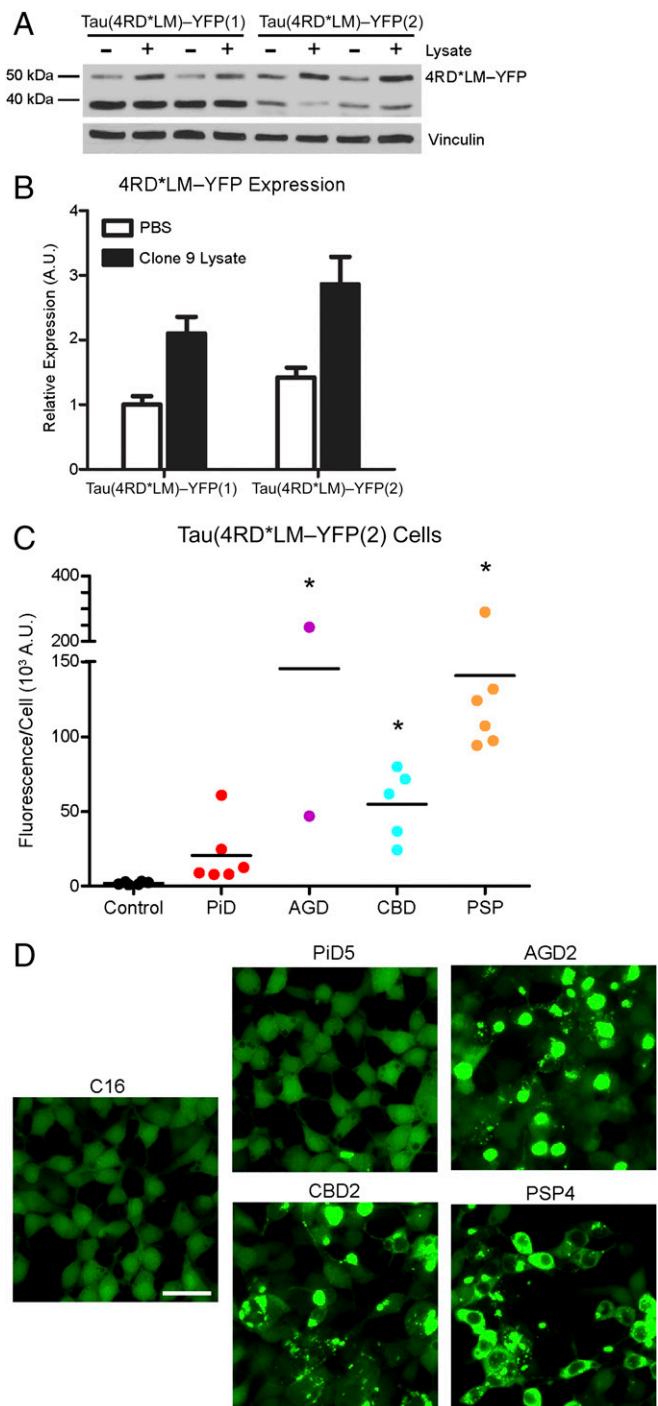 A
Tau(4RD*LM)–YFP(1) Tau(4RD*LM)–YFP(2)
– + – + – + – + Lysate
50 kDa
4RD*LM–YFP
40 kDa
Vinculin
B
4RD*LM–YFP Expression
Relative Expression (A.U.)
4
3
2
1
0
PBS
Clone 9 Lysate
Tau(4RD*LM)–YFP(1) Tau(4RD*LM)–YFP(2)
C
Tau(4RD*LM–YFP(2) Cells
Fluorescence/Cell (10³ A.U.)
400
200
150
100
50
0
* * *
Control PiD AGD CBD PSP
D
PiD5 AGD2
C16
CBD2 PSP4